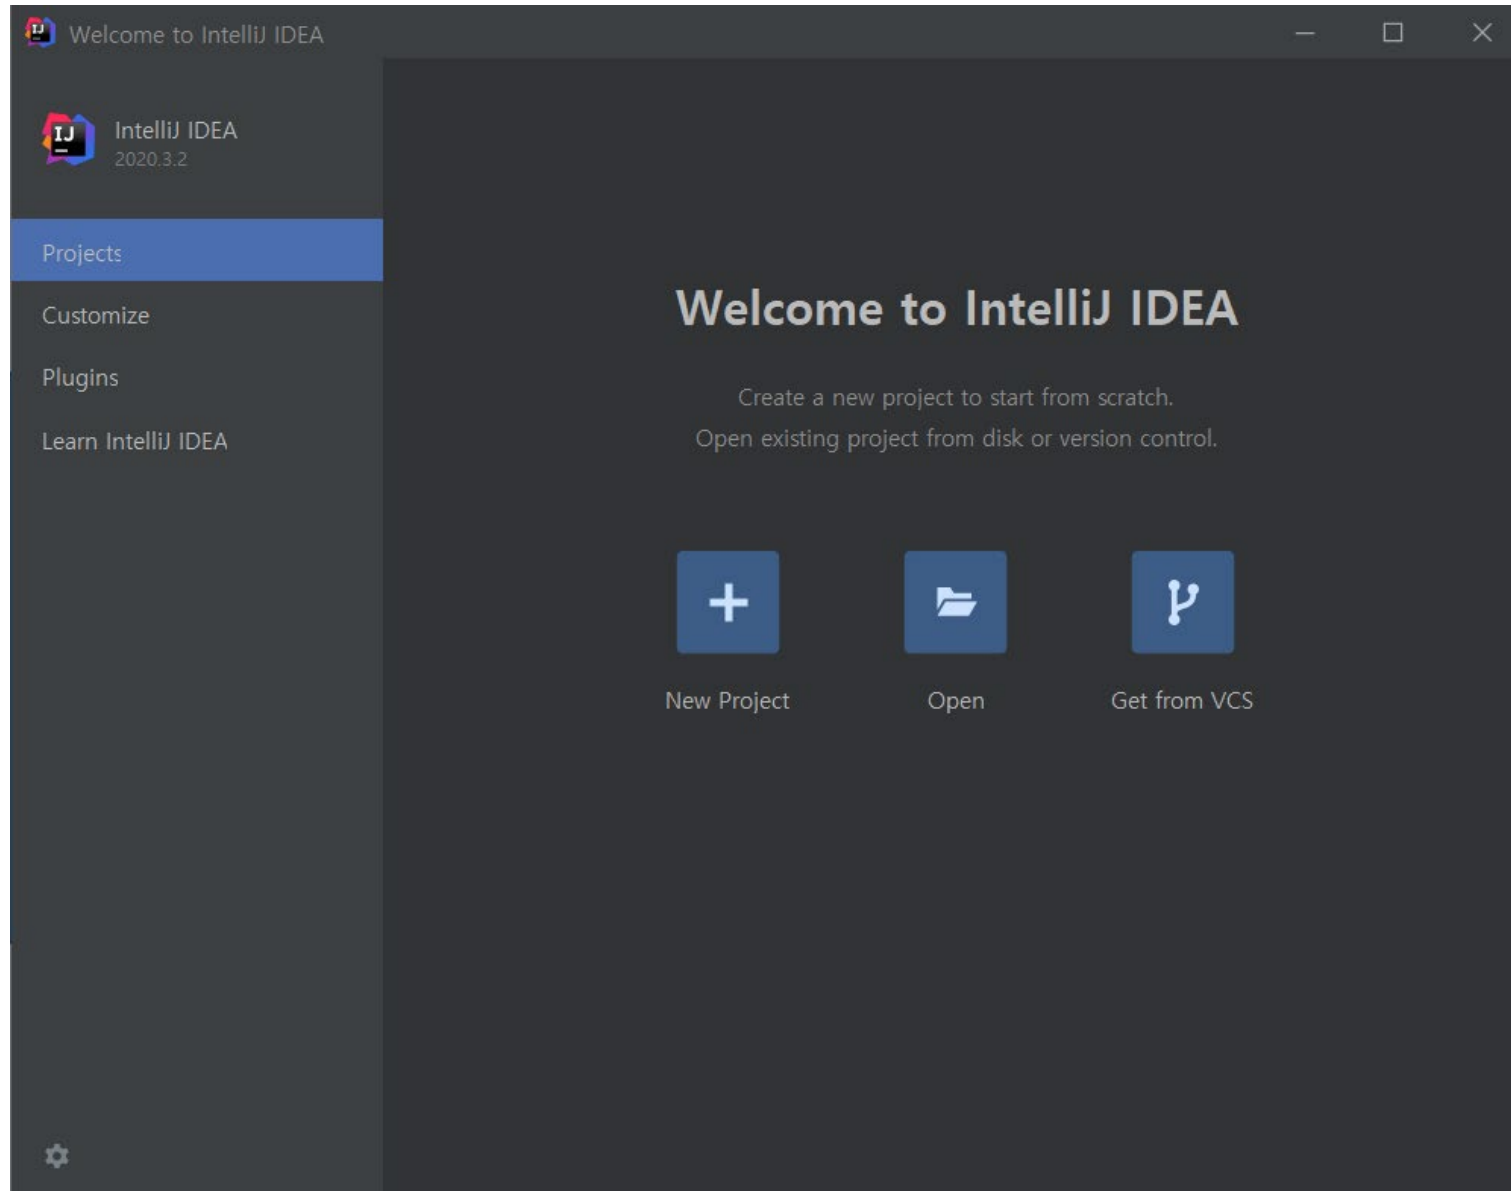 Welcome to IntelliJ IDEA
IJ
IntelliJ IDEA
2020.3.2
Projects
Customize
Plugins
Learn IntelliJ IDEA
Welcome to IntelliJ IDEA
Create a new project to start from scratch.
Open existing project from disk or version control.
New Project
Open
Get from VCS